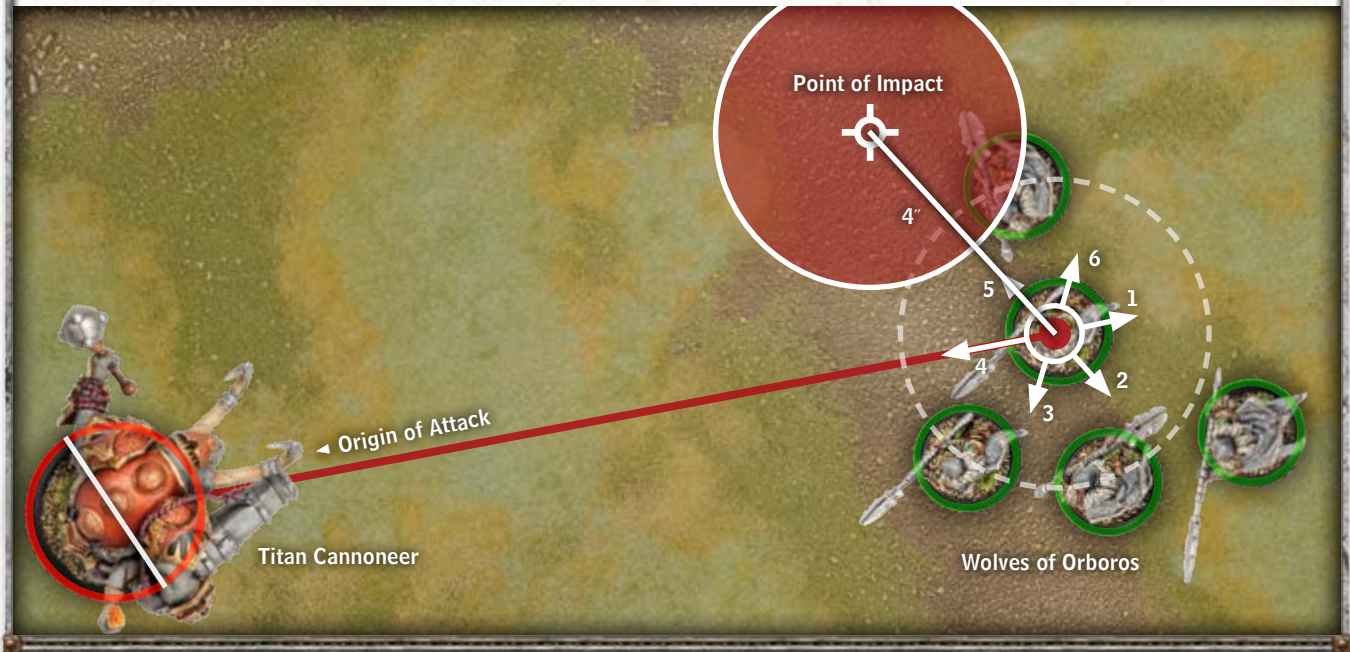 Point of Impact
4″
6
5
1
4
2
3
Origin of Attack
Titan Cannoneer
Wolves of Orboros